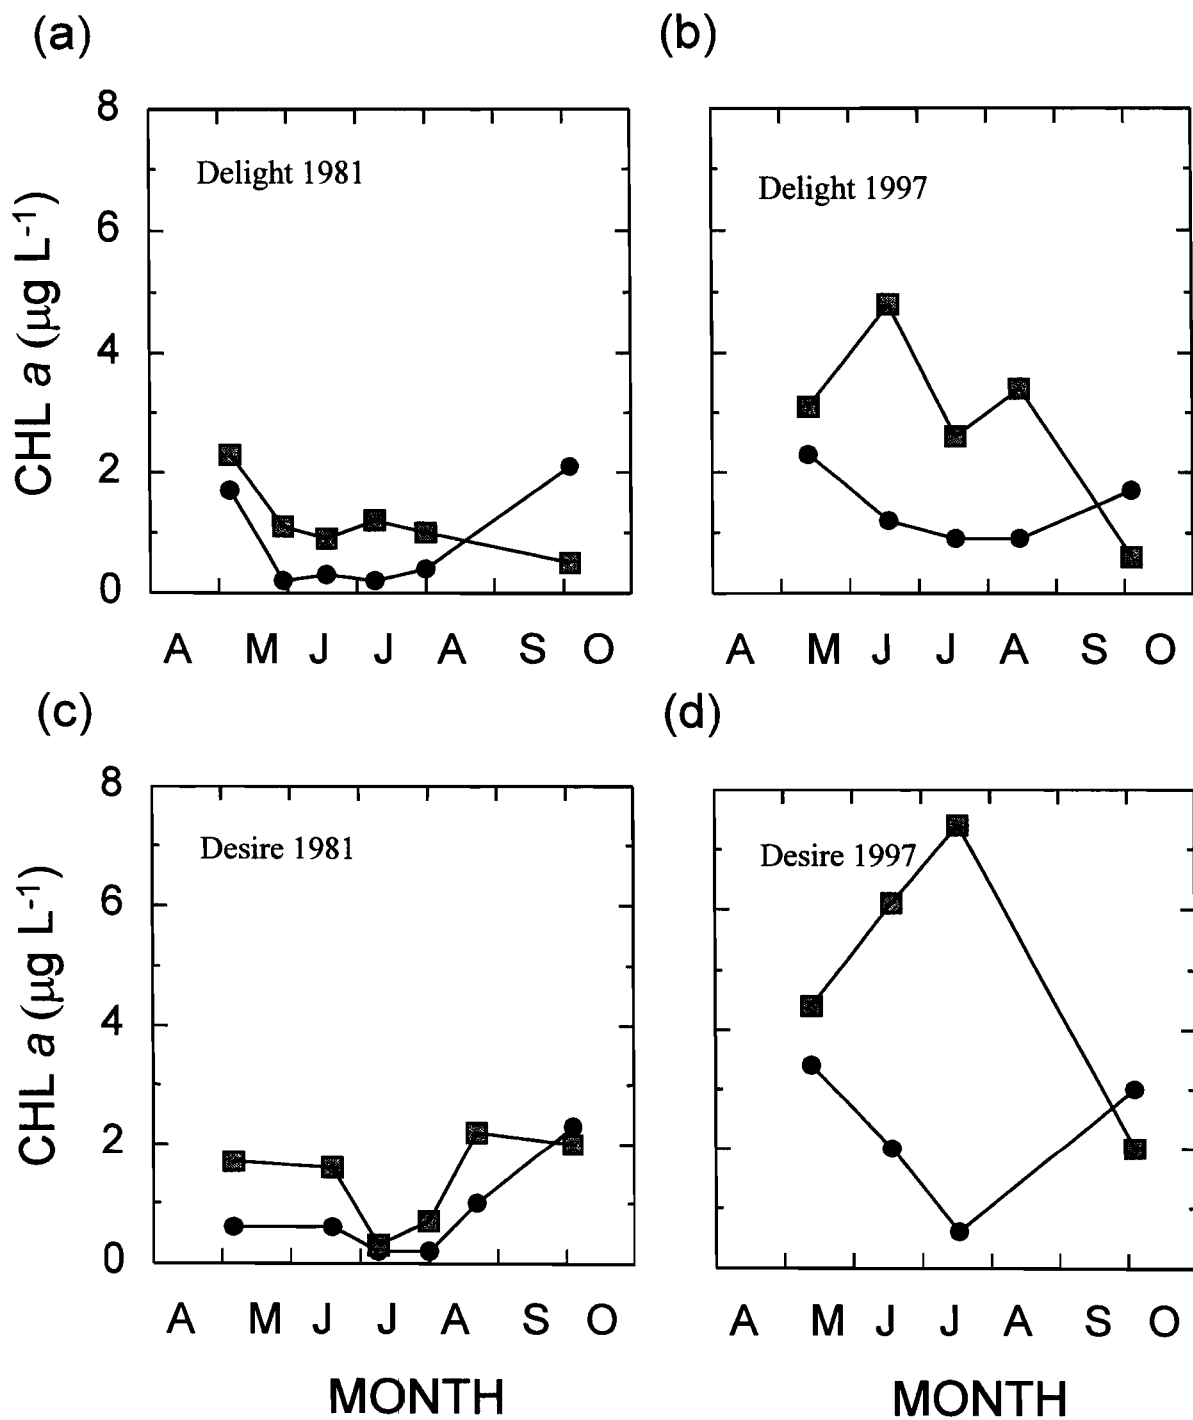 (a)
(b)
8
6
4
2
0
CHL a (µg L-1)
Delight 1981
Delight 1997
A M J J A S O
A M J J A S O
(c)
(d)
8
6
4
2
0
CHL a (µg L-1)
Desire 1981
Desire 1997
A M J J A S O
A M J J A S O
MONTH
MONTH